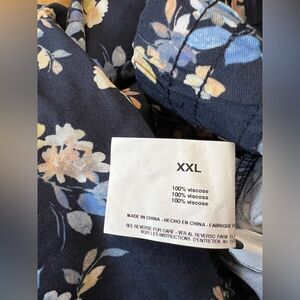 XXL
100% viscose
100% viscosa
100% viscose
MADE IN CHINA - HECHO EN CHINA - FABRIQUÉ
SEE REVERSE FOR CARE - VER AL REVERSO PARA
VOIR LES INSTRUCTIONS D'ENTRETIEN AU